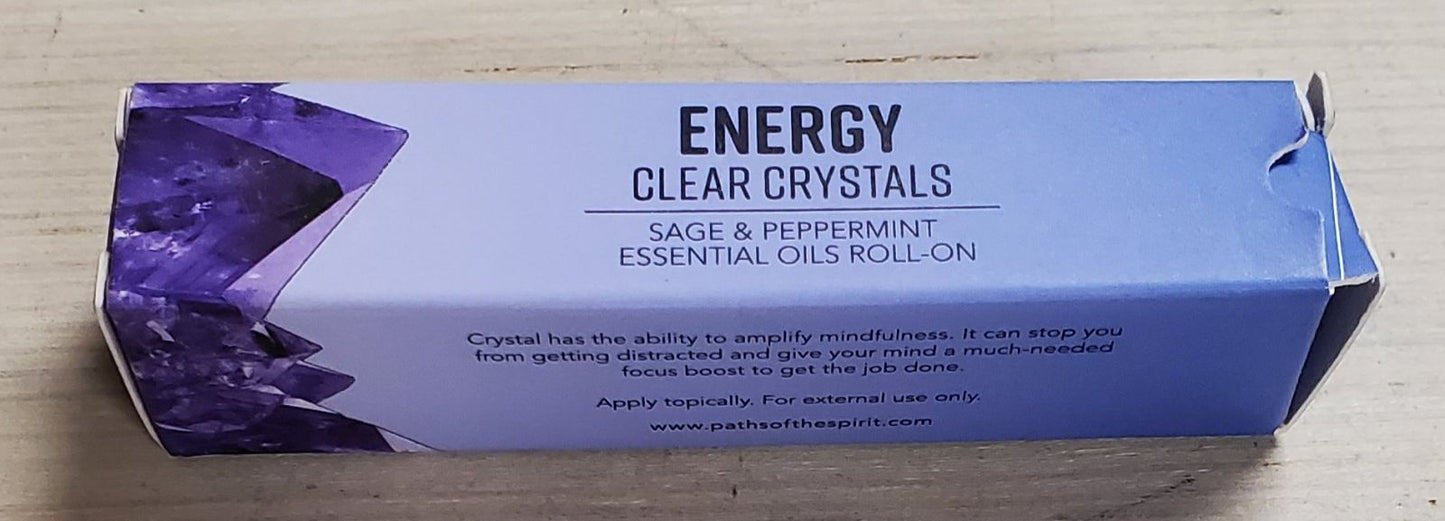 ENERGY
CLEAR CRYSTALS
SAGE & PEPPERMINT
ESSENTIAL OILS ROLL-ON
Crystal has the ability to amplify mindfulness. It can stop you
from getting distracted and give your mind a much-needed
focus boost to get the job done.
Apply topically. For external use only.
www.pathsofthespirit.com